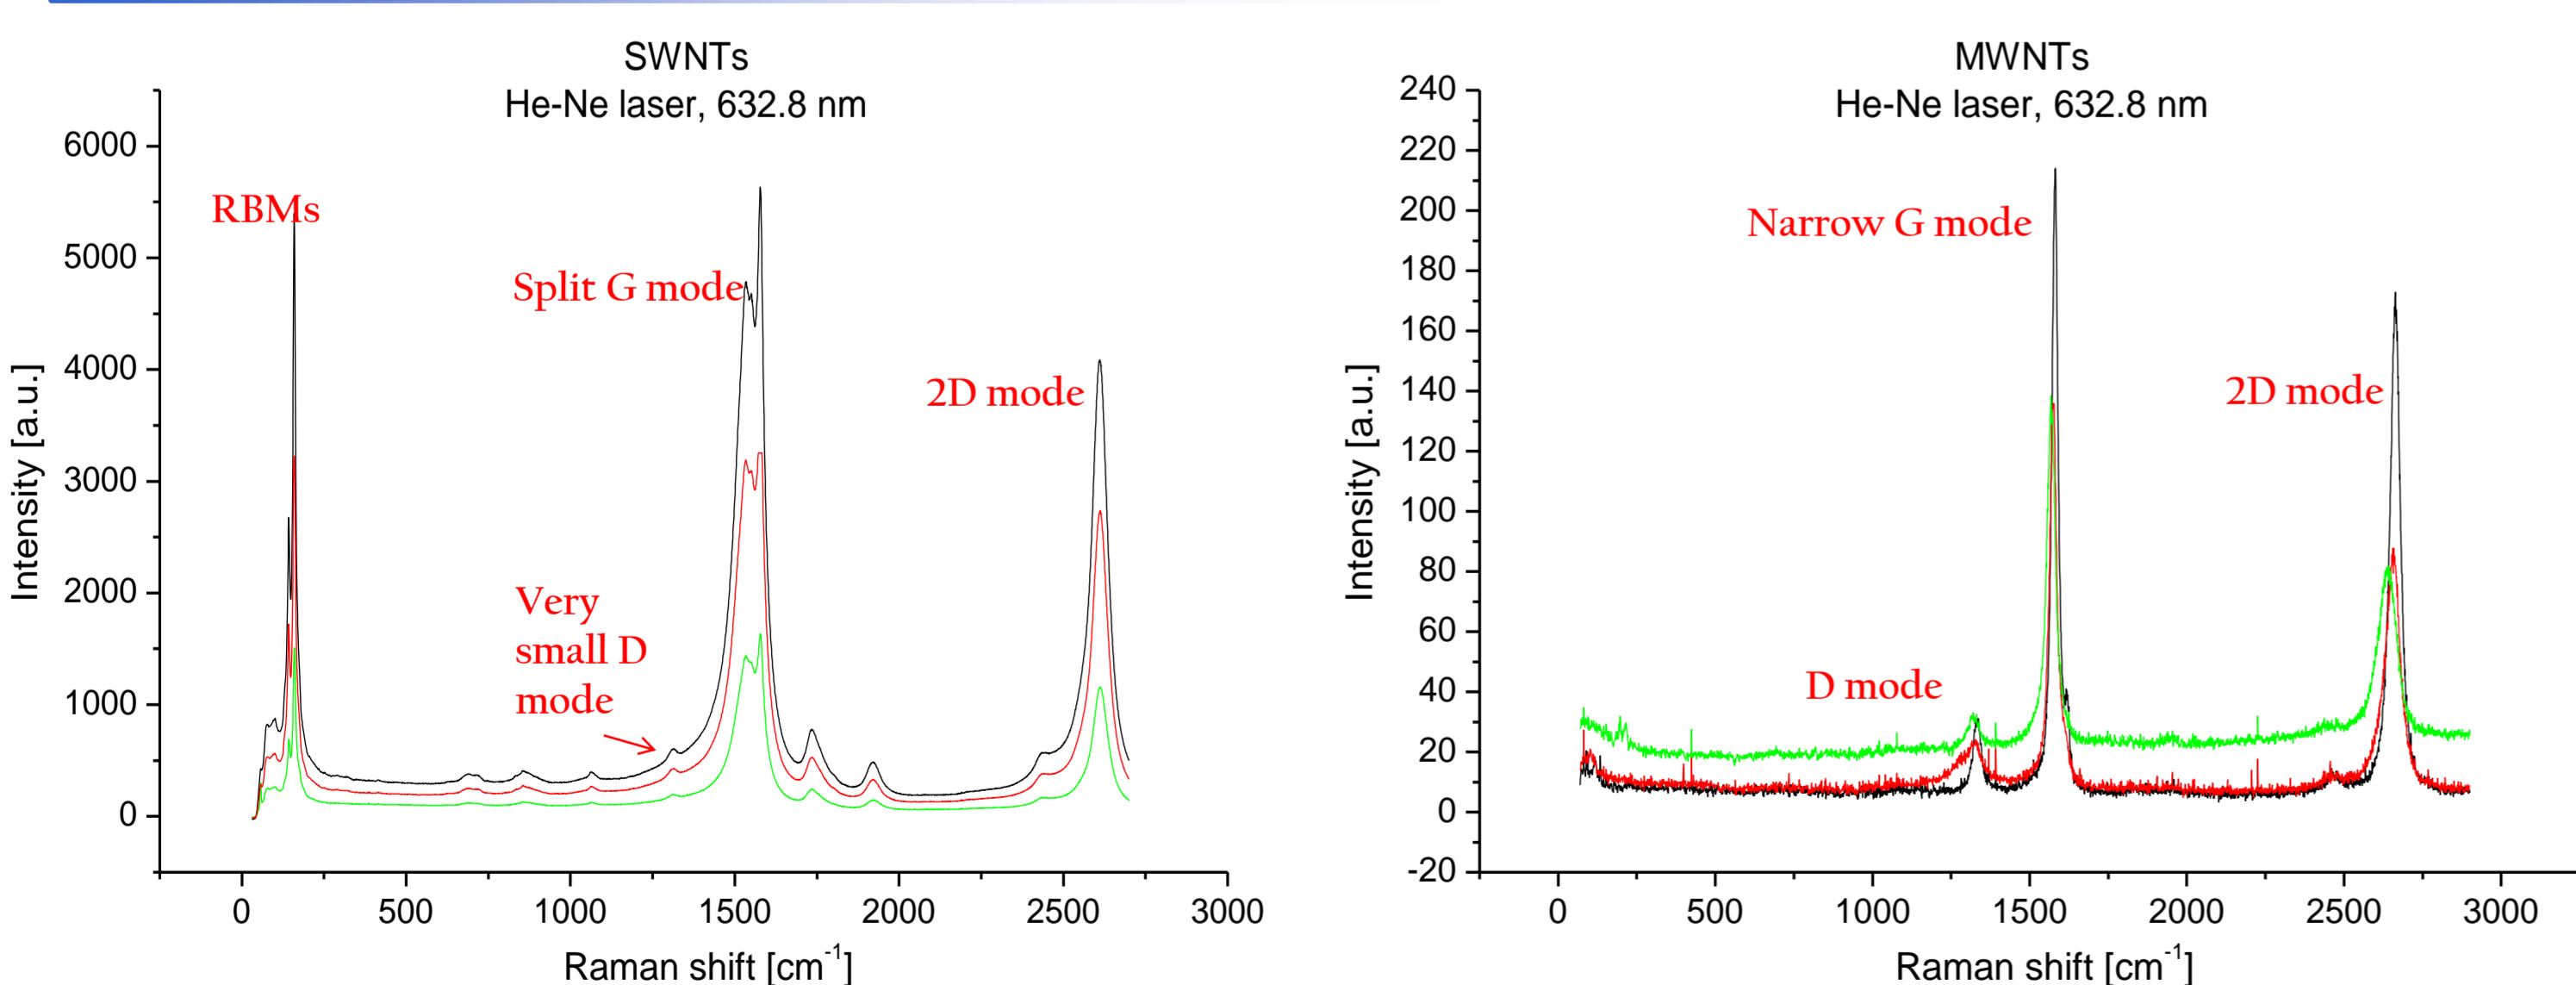 SWNTs
He-Ne laser, 632.8 nm
6000
5000
4000
3000
2000
1000
0
Intensity [a.u.]
RBMs
Split G mode
2D mode
Very
small D
mode
0 500 1000 1500 2000 2500 3000
Raman shift [cm⁻¹]
MWNTs
He-Ne laser, 632.8 nm
240
220
200
180
160
140
120
100
80
60
40
20
0
-20
Intensity [a.u.]
Narrow G mode
2D mode
D mode
0 500 1000 1500 2000 2500 3000
Raman shift [cm⁻¹]